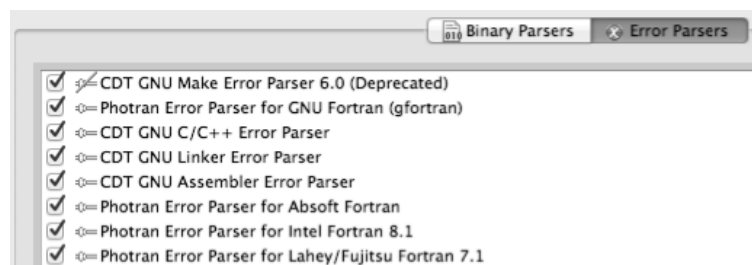 Binary Parsers Error Parsers
CDT GNU Make Error Parser 6.0 (Deprecated)
Photran Error Parser for GNU Fortran (gfortran)
CDT GNU C/C++ Error Parser
CDT GNU Linker Error Parser
CDT GNU Assembler Error Parser
Photran Error Parser for Absoft Fortran
Photran Error Parser for Intel Fortran 8.1
Photran Error Parser for Lahey/Fujitsu Fortran 7.1